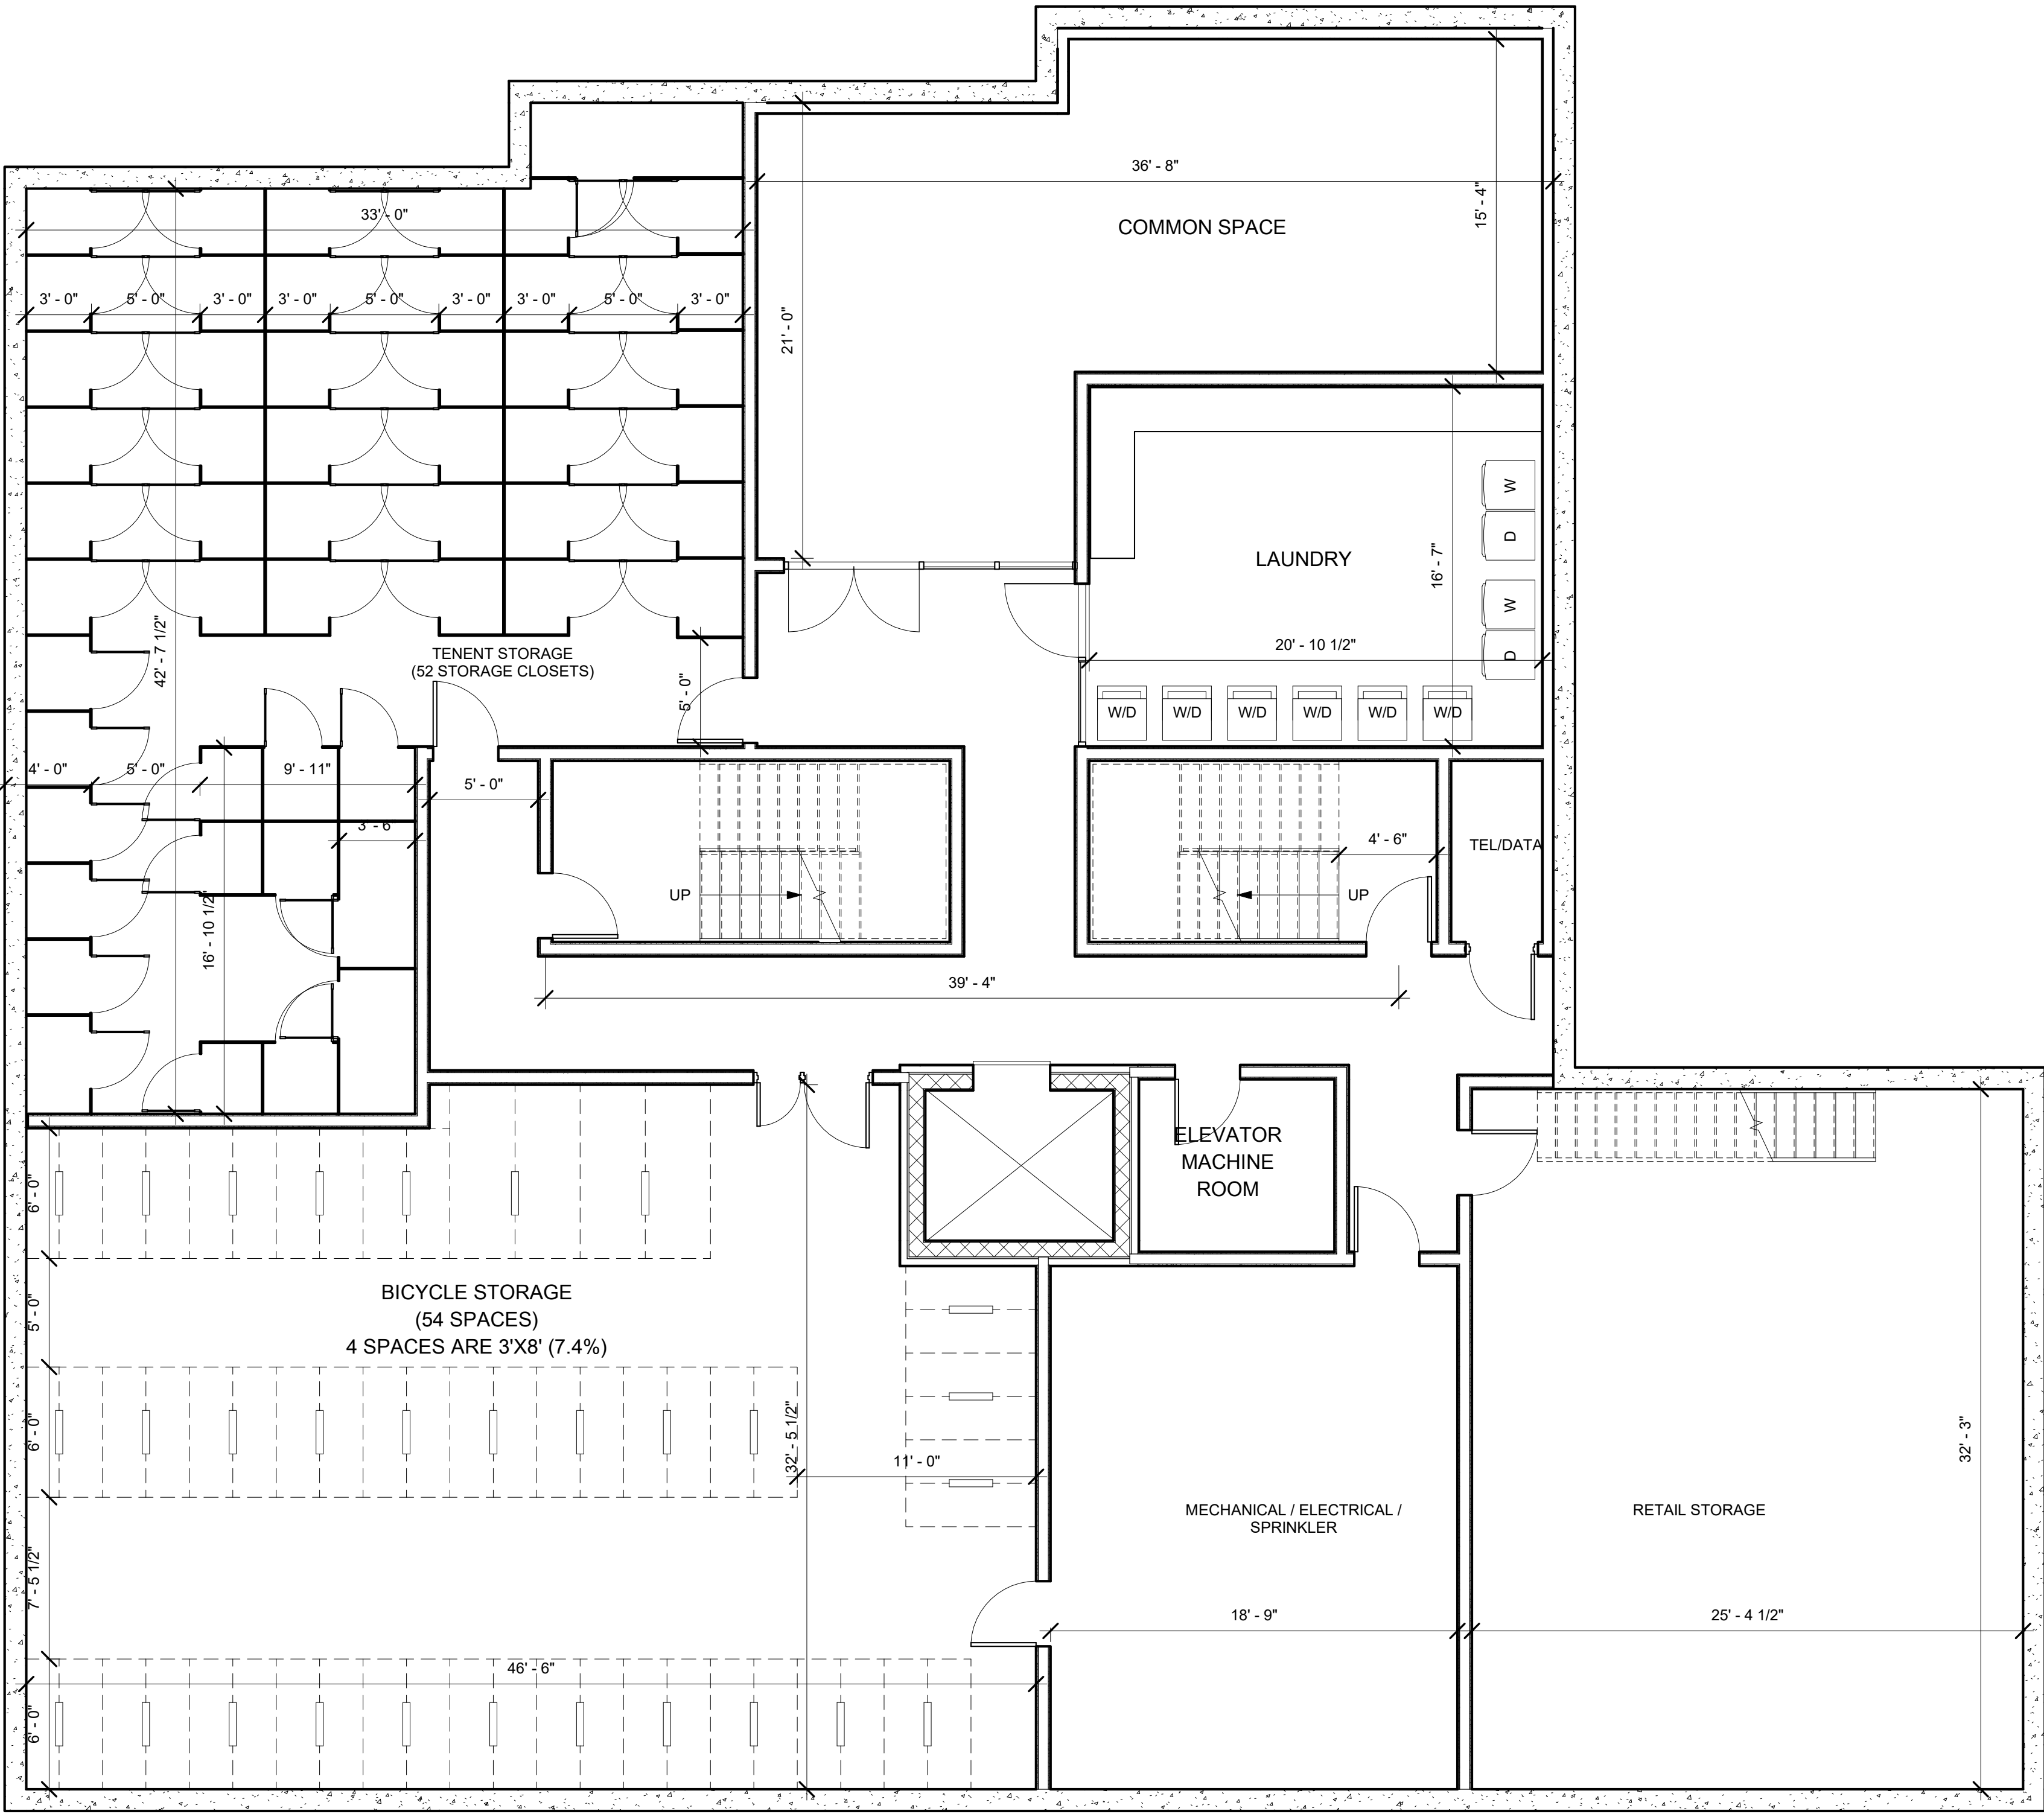 36' - 8"
15' - 4"
COMMON SPACE
33' - 0"
3' - 0"
5' - 0"
3' - 0"
3' - 0"
5' - 0"
3' - 0"
3' - 0"
5' - 0"
3' - 0"
21' - 0"
W
D
LAUNDRY
16' - 7"
W
D
20' - 10 1/2"
42' - 7 1/2"
TENENT STORAGE
(52 STORAGE CLOSETS)
5' - 0"
W/D
W/D
W/D
W/D
W/D
W/D
4' - 0"
5' - 0"
9' - 11"
5' - 0"
3' - 6
4' - 6"
TEL/DATA
UP
UP
16' - 10 1/2"
39' - 4"
ELEVATOR
MACHINE
ROOM
6' - 0"
BICYCLE STORAGE
(54 SPACES)
4 SPACES ARE 3'X8' (7.4%)
5' - 0"
6' - 0"
32' - 5 1/2"
11' - 0"
32' - 3"
MECHANICAL / ELECTRICAL /
SPRINKLER
RETAIL STORAGE
7' - 5 1/2"
18' - 9"
25' - 4 1/2"
46' - 6"
6' - 0"